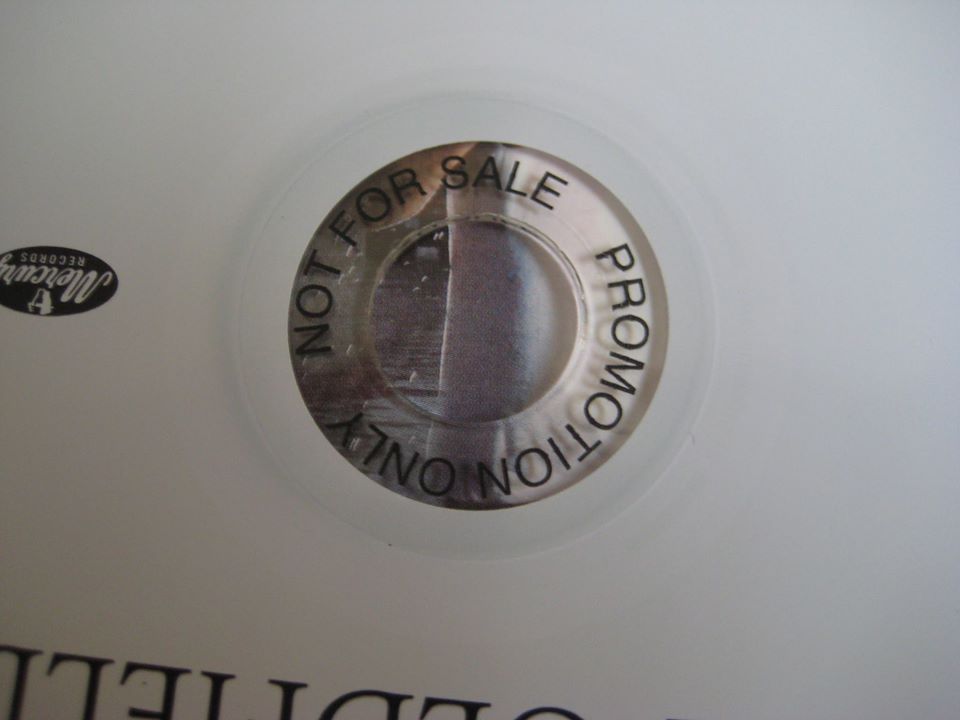 NOT FOR SALE
PROMOTION ONLY
Mercury
RECORDS